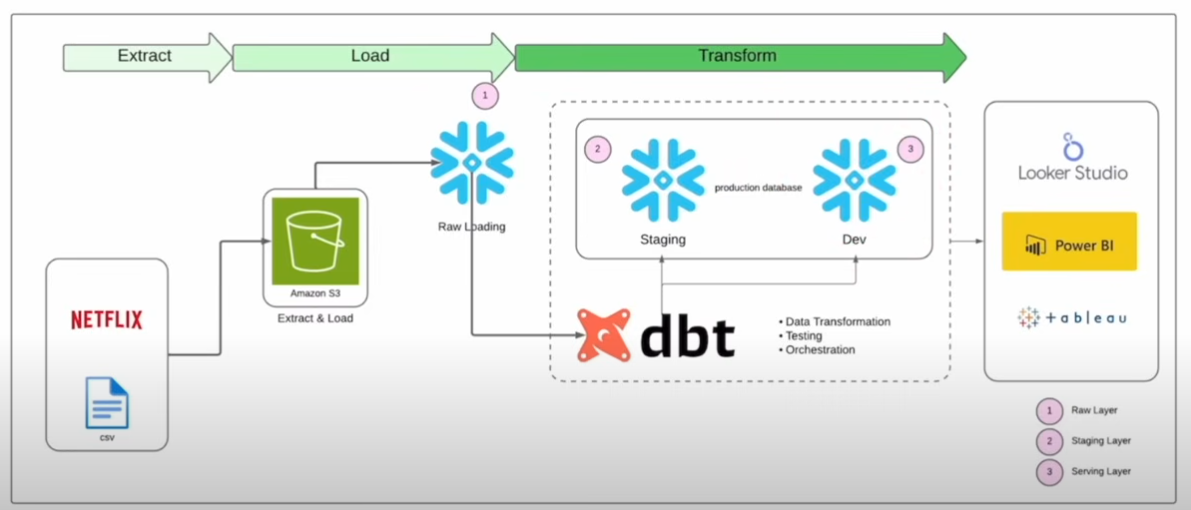 Extract
Load
Transform
1
2
3
production database
Raw Loading
Staging
Dev
Amazon S3
Extract & Load
NETFLIX
csv
dbt
• Data Transformation
• Testing
• Orchestration
Looker Studio
Power BI
+ableau
1 Raw Layer
2 Staging Layer
3 Serving Layer